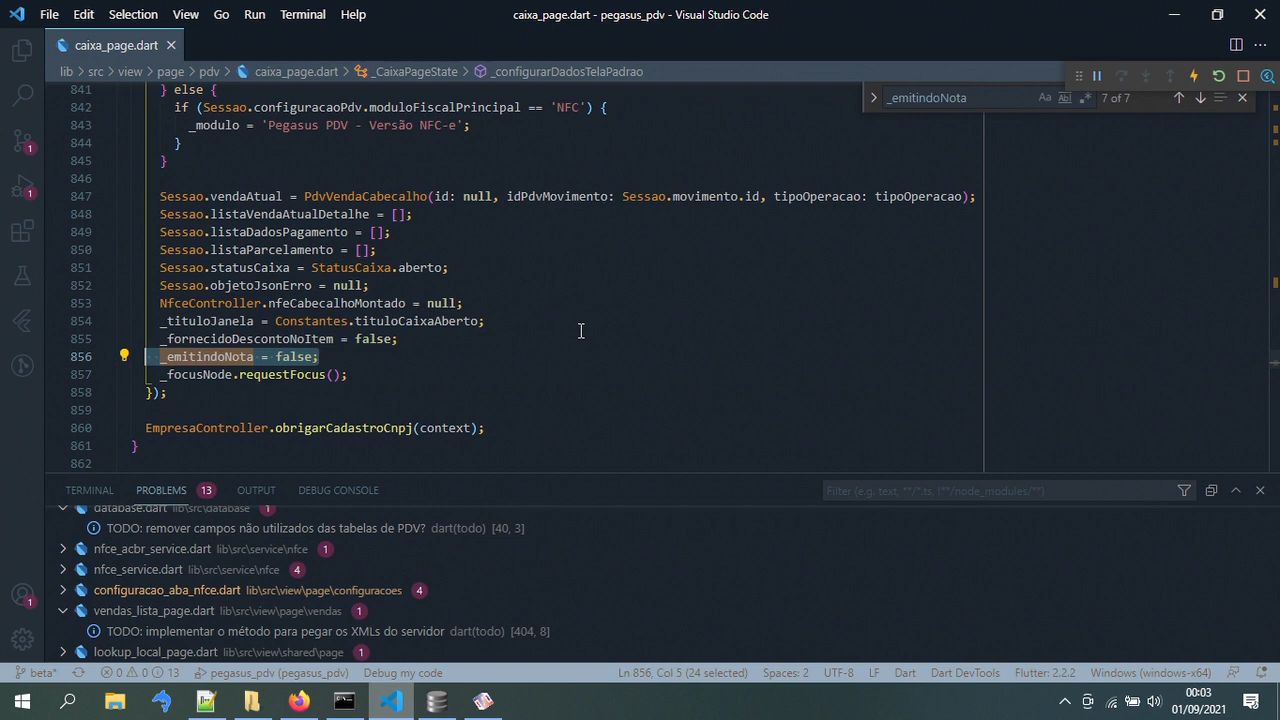 File Edit Selection View Go Run Terminal Help caixa_page.dart - pegasus_pdv - Visual Studio Code
caixa_page.dart
lib > src > view > page > pdv > caixa_page.dart > _CaixaPageState > _configurarDadosTelaPadrao
_emitindoNota Aa ab .* 7 of 7
841 } else {
842 if (Sessao.configuracaoPdv.moduloFiscalPrincipal == 'NFC') {
843 _modulo = 'Pegasus PDV - Versão NFC-e';
844 }
845 }
846
847 Sessao.vendaAtual = PdvVendaCabecalho(id: null, idPdvMovimento: Sessao.movimento.id, tipoOperacao: tipoOperacao);
848 Sessao.listaVendaAtualDetalhe = [];
849 Sessao.listaDadosPagamento = [];
850 Sessao.listaParcelamento = [];
851 Sessao.statusCaixa = StatusCaixa.aberto;
852 Sessao.objetoJsonErro = null;
853 NfceController.nfeCabecalhoMontado = null;
854 _tituloJanela = Constantes.tituloCaixaAberto;
855 _fornecidoDescontoNoItem = false;
856 _emitindoNota = false;
857 _focusNode.requestFocus();
858 });
859
860 EmpresaController.obrigarCadastroCnpj(context);
861 }
862
TERMINAL PROBLEMS 13 OUTPUT DEBUG CONSOLE Filter (e.g. text, **/*.ts, !**/node_modules/**)
database.dart lib\src\database 1
TODO: remover campos não utilizados das tabelas de PDV? dart(todo) [40, 3]
nfce_acbr_service.dart lib\src\service\nfce 1
nfce_service.dart lib\src\service\nfce 4
configuracao_aba_nfce.dart lib\src\view\page\configuracoes 4
vendas_lista_page.dart lib\src\view\page\vendas 1
TODO: implementar o método para pegar os XMLs do servidor dart(todo) [404, 8]
lookup_local_page.dart lib\src\view\shared\page 1
1
1
1
beta* 0 0 13 pegasus_pdv (pegasus_pdv) Debug my code Ln 856, Col 5 (24 selected) Spaces: 2 UTF-8 LF Dart Dart DevTools Flutter: 2.2.2 Windows (windows-x64)
00:03
01/09/2021